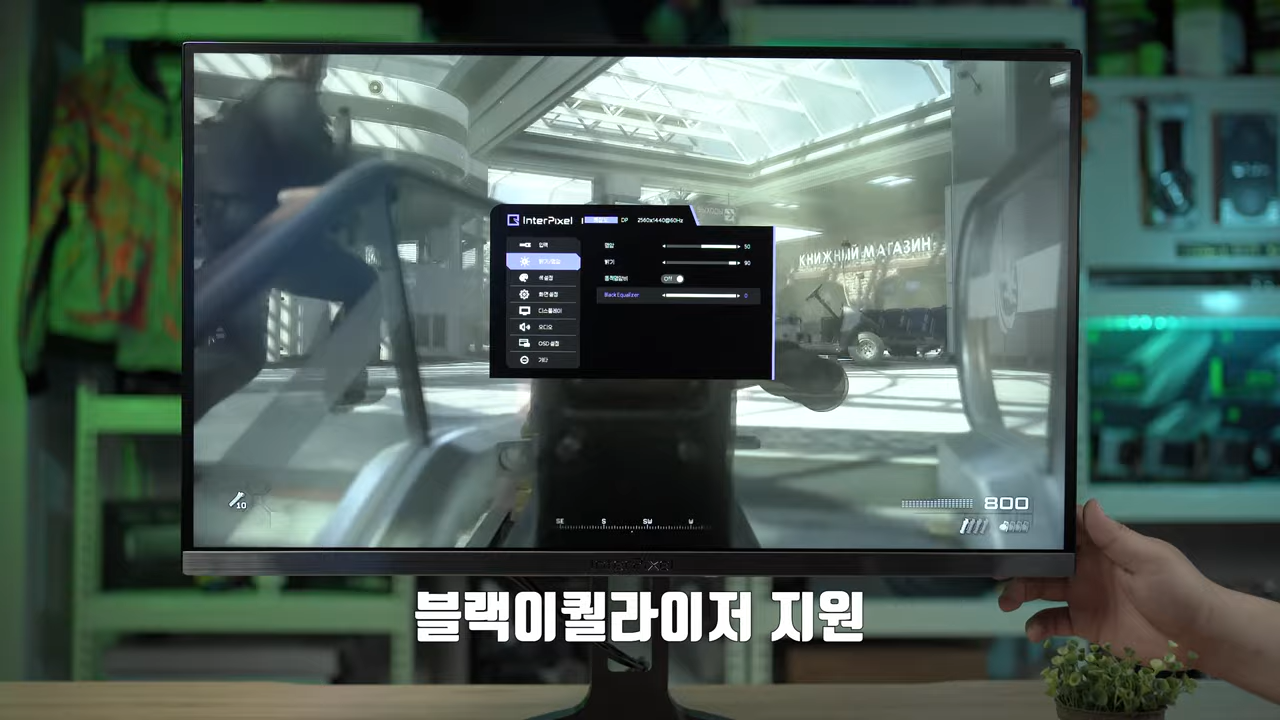 InterPixel
DP
2560x1440@60Hz
입력
밝기/명암
색 설정
화면 설정
디스플레이
오디오
OSD 설정
기타
명암
50
밝기
90
동적명암비
Off
Black Equalizer
0
КНИЖНЫЙ МАГАЗИН
10
SE S SW W
800
InterPixel
블랙이퀄라이저 지원